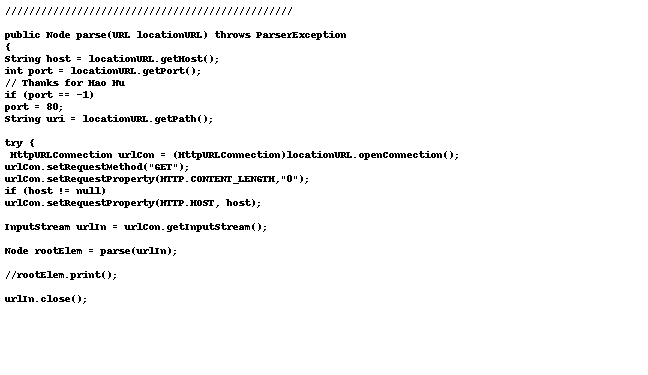 ////////////////////////////////////////////////
public Node parse(URL locationURL) throws ParserException
{
String host = locationURL.getHost();
int port = locationURL.getPort();
// Thanks for Hao Hu
if (port == -1)
port = 80;
String uri = locationURL.getPath();
try {
HttpURLConnection urlCon = (HttpURLConnection)locationURL.openConnection();
urlCon.setRequestMethod("GET");
urlCon.setRequestProperty(HTTP.CONTENT_LENGTH,"0");
if (host != null)
urlCon.setRequestProperty(HTTP.HOST, host);
InputStream urlIn = urlCon.getInputStream();
Node rootElem = parse(urlIn);
//rootElem.print();
urlIn.close();